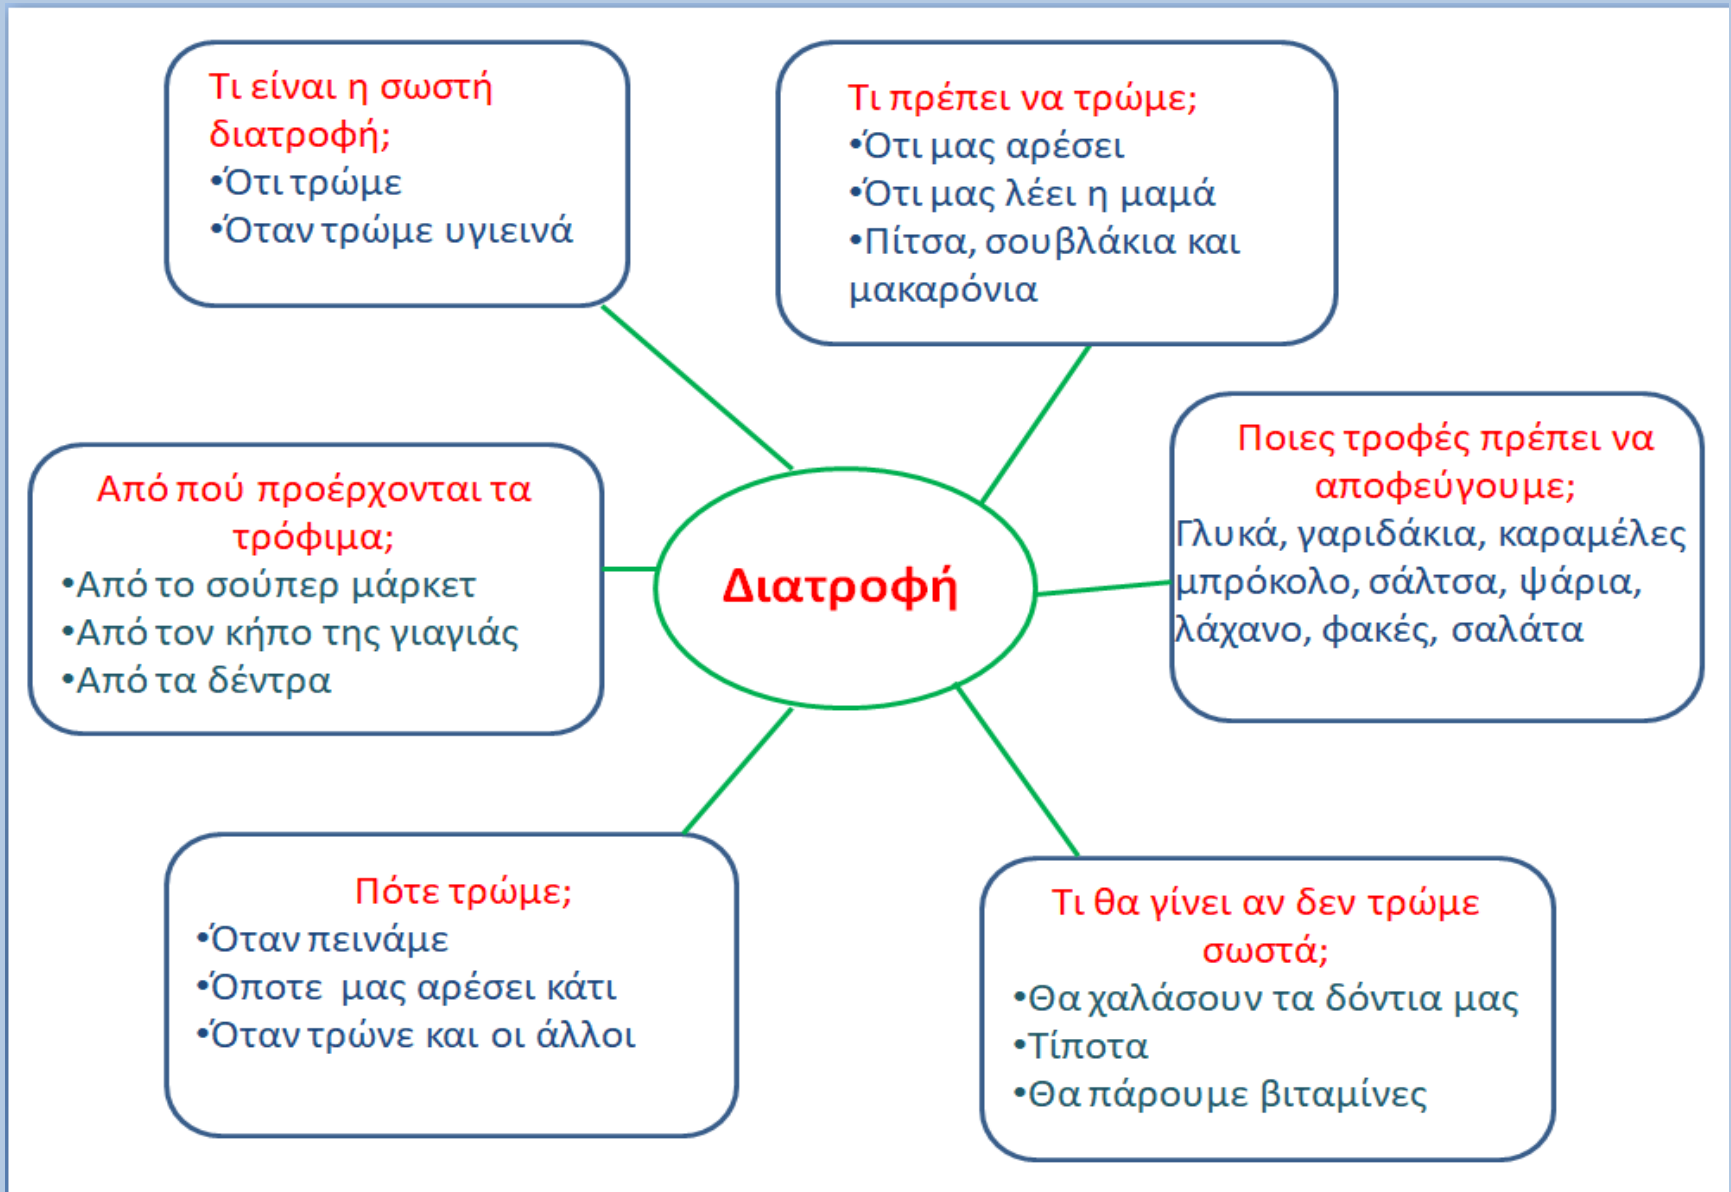 Τι είναι η σωστή
διατροφή;
•Ότι τρώμε
•Όταν τρώμε υγιεινά
Τι πρέπει να τρώμε;
•Ότι μας αρέσει
•Ότι μας λέει η μαμά
•Πίτσα, σουβλάκια και
μακαρόνια
Ποιες τροφές πρέπει να
αποφεύγουμε;
Γλυκά, γαριδάκια, καραμέλες
μπρόκολο, σάλτσα, ψάρια,
λάχανο, φακές, σαλάτα
Από πού προέρχονται τα
τρόφιμα;
•Από το σούπερ μάρκετ
•Από τον κήπο της γιαγιάς
•Από τα δέντρα
Διατροφή
Πότε τρώμε;
•Όταν πεινάμε
•Όποτε μας αρέσει κάτι
•Όταν τρώνε και οι άλλοι
Τι θα γίνει αν δεν τρώμε
σωστά;
•Θα χαλάσουν τα δόντια μας
•Τίποτα
•Θα πάρουμε βιταμίνες